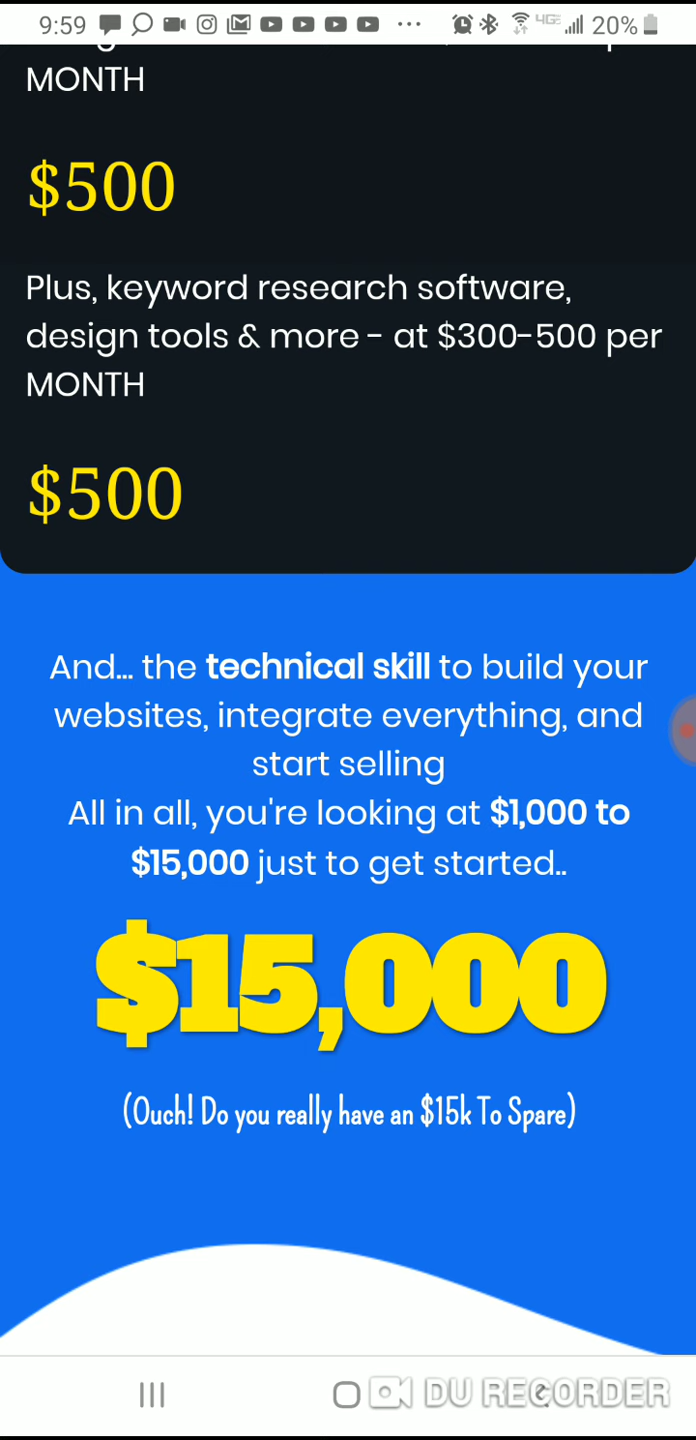 9:59
4GE
20%
MONTH
$500
Plus, keyword research software,
design tools & more - at $300-500 per
MONTH
$500
And... the technical skill to build your
websites, integrate everything, and
start selling
All in all, you're looking at $1,000 to
$15,000 just to get started..
$15,000
(Ouch! Do you really have an $15k To Spare)
DU RECORDER